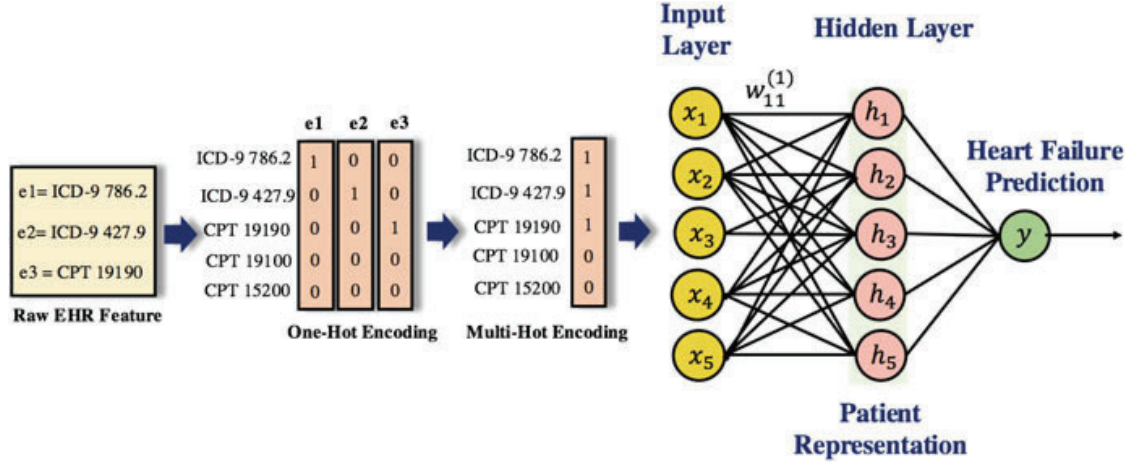 e1= ICD-9 786.2
e2= ICD-9 427.9
e3 = CPT 19190
Raw EHR Feature
e1 e2 e3
ICD-9 786.2 1 0 0
ICD-9 427.9 0 1 0
CPT 19190 0 0 1
CPT 19100 0 0 0
CPT 15200 0 0 0
One-Hot Encoding
ICD-9 786.2 1
ICD-9 427.9 1
CPT 19190 1
CPT 19100 0
CPT 15200 0
Multi-Hot Encoding
Input
Layer
Hidden Layer
w₁₁⁽¹⁾
x₁ h₁
x₂ h₂
x₃ h₃
x₄ h₄
x₅ h₅
Heart Failure
Prediction
y
Patient
Representation